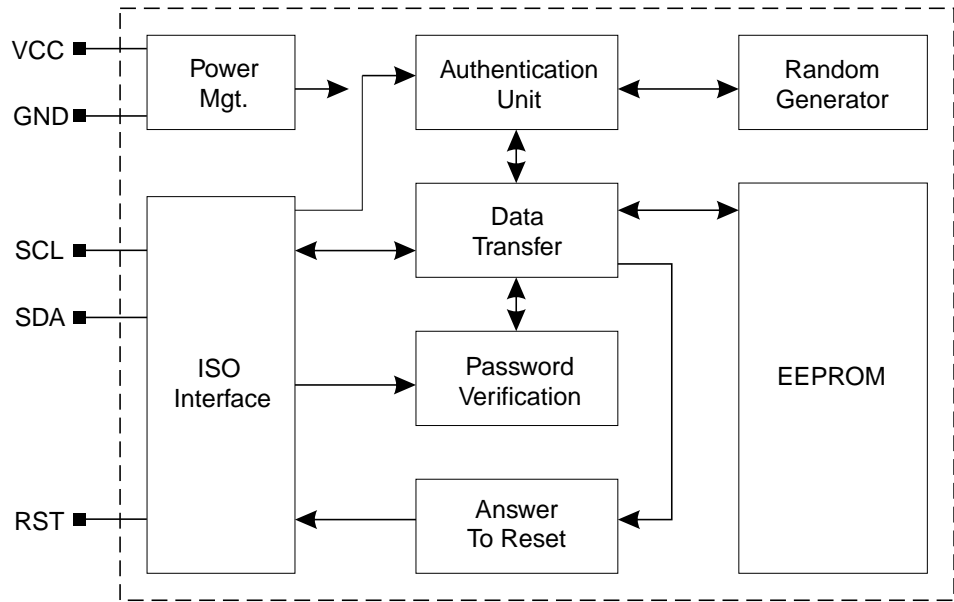 VCC
GND
Power
Mgt.
Authentication
Unit
Random
Generator
SCL
SDA
RST
ISO
Interface
Data
Transfer
Password
Verification
Answer
To Reset
EEPROM